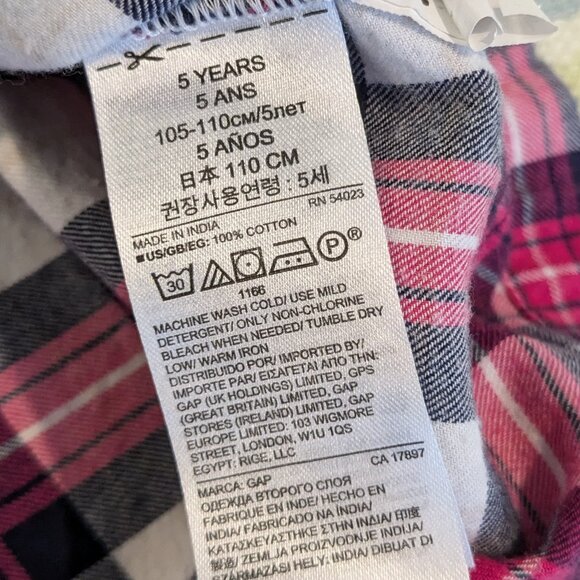 5 YEARS
5 ANS
105-110см/5лет
5 AÑOS
日本 110 CM
권장사용연령 : 5세
RN 54023
MADE IN INDIA
■US/GB/EG: 100% COTTON
30
P
1166
MACHINE WASH COLD/ USE MILD
DETERGENT/ ONLY NON-CHLORINE
BLEACH WHEN NEEDED/ TUMBLE DRY
LOW/ WARM IRON
DISTRIBUIDO POR/ IMPORTED BY/
IMPORTE PAR/ ΕΙΣΑΓΕΤΑΙ ΑΠΟ ΤΗΝ:
GAP (UK HOLDINGS) LIMITED, GPS
(GREAT BRITAIN) LIMITED, GAP
STORES (IRELAND) LIMITED, GAP
EUROPE LIMITED: 103 WIGMORE
STREET, LONDON, W1U 1QS
EGYPT: RIGE, LLC
CA 17897
MARCA: GAP
ОДЕЖДА ВТОРОГО СЛОЯ
FABRIQUE EN INDE/ HECHO EN
INDIA/ FABRICADO NA ÍNDIA/
ΚΑΤΑΣΚΕΥΑΣΤΗΚΕ ΣΤΗΝ ΙΝΔΙΑ/ 印度
製造/ ZEMLJA PROIZVODNJE INDIJA/
SZÁRMAZÁSI HELY: INDIA/ DIBUAT DI